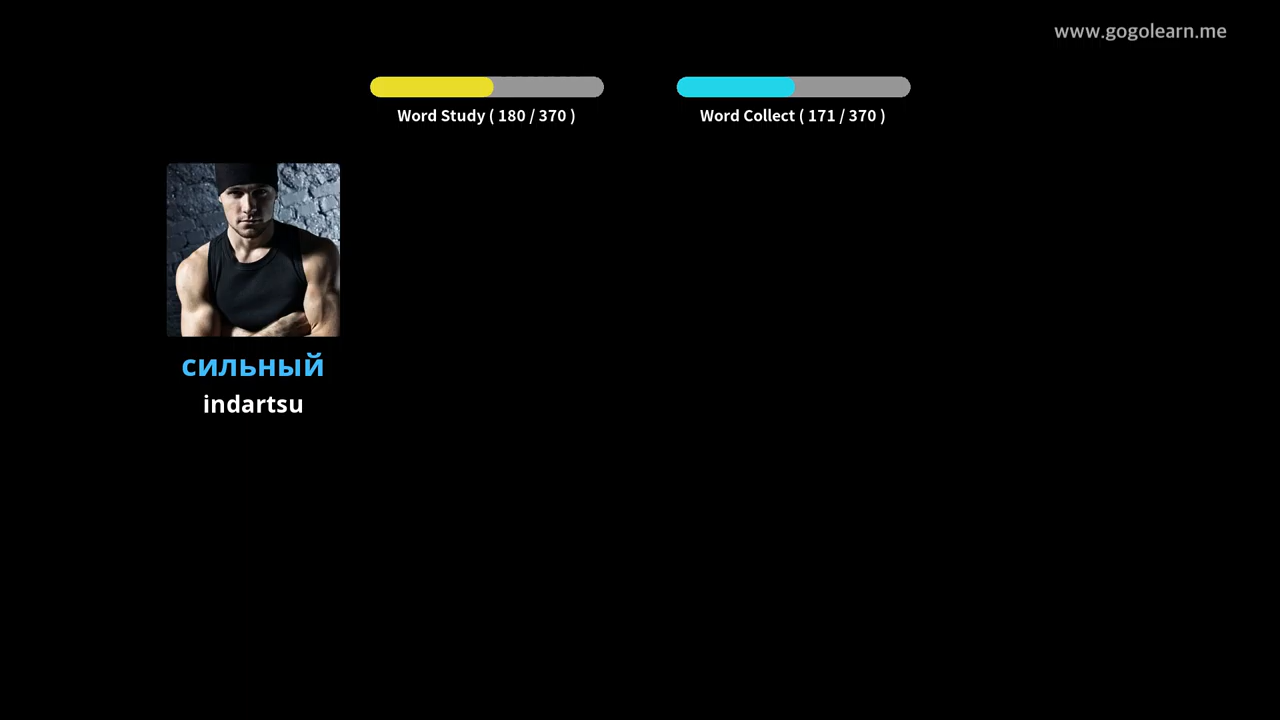 www.gogolearn.me
Word Study ( 180 / 370 )
Word Collect ( 171 / 370 )
сильный
indartsu